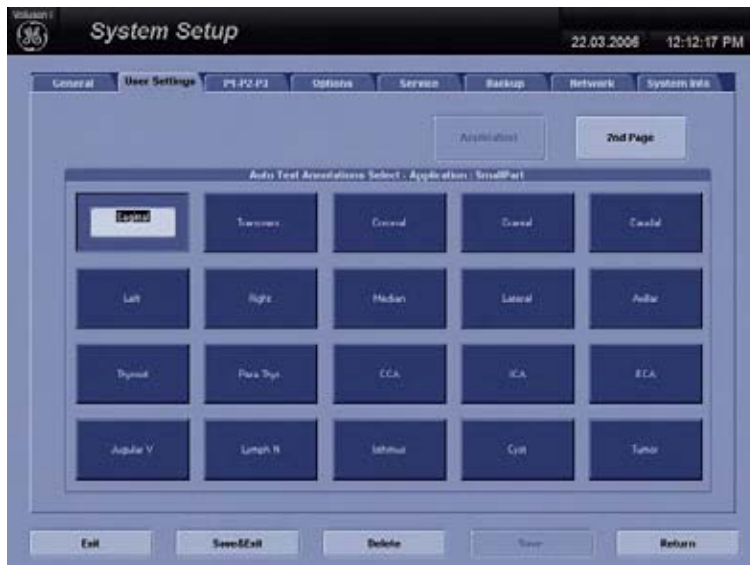 Voluson i
System Setup
22.03.2006 12:12:17 PM
General User Settings P1-P2-P3 Options Service Backup Network System Info
Application 2nd Page
Auto Text Annotations Select - Application : SmallPart
Sagittal Transvers. Coronal Cranial Caudal
Left Right Median Lateral Axillar
Thyroid Para Thyr. CCA ICA ECA
Jugular V Lymph N Isthmus Cyst Tumor
Exit Save&Exit Delete Save Return